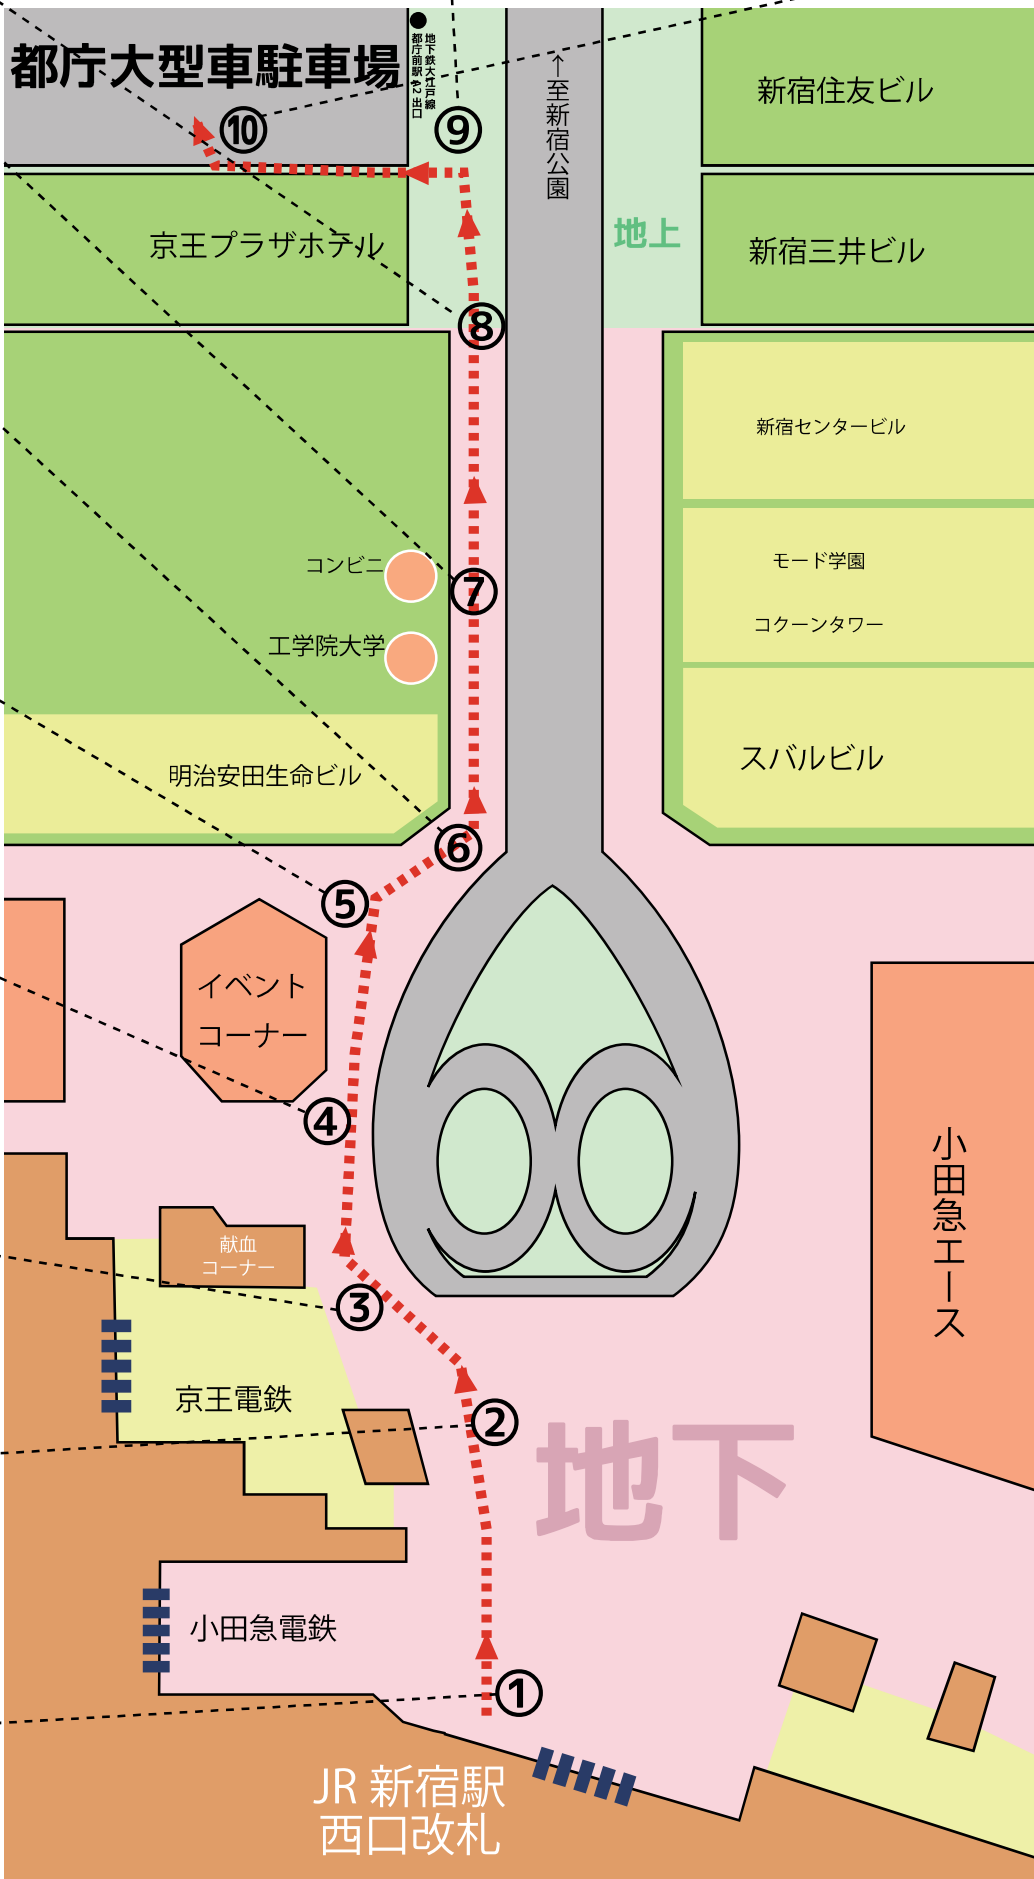 都庁大型車駐車場
地下鉄大江戸線
都庁前駅A2出口
⑩
⑨
←至新宿公園
新宿住友ビル
京王プラザホテル
地上
新宿三井ビル
⑧
新宿センタービル
コンビニ
⑦
モード学園
コクーンタワー
工学院大学
スバルビル
明治安田生命ビル
⑥
⑤
イベント
コーナー
④
小田急エース
献血
コーナー
③
京王電鉄
②
地下
小田急電鉄
①
JR 新宿駅
西口改札